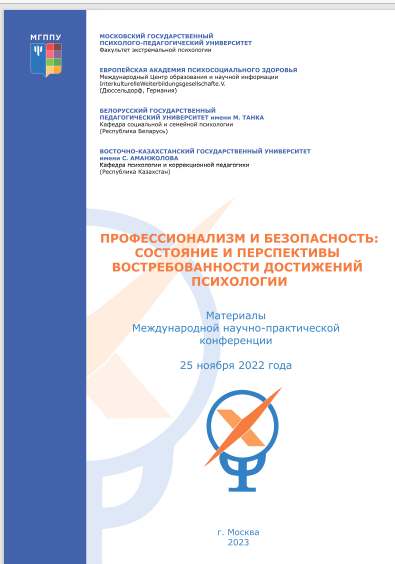 МГППУ
МОСКОВСКИЙ ГОСУДАРСТВЕННЫЙ
ПСИХОЛОГО-ПЕДАГОГИЧЕСКИЙ УНИВЕРСИТЕТ
Факультет экстремальной психологии
ЕВРОПЕЙСКАЯ АКАДЕМИЯ ПСИХОСОЦИАЛЬНОГО ЗДОРОВЬЯ
Международный Центр образования и научной информации
InterkulturelleWeiterbildungsgesellschafte.V.
(Дюссельдорф, Германия)
БЕЛОРУССКИЙ ГОСУДАРСТВЕННЫЙ
ПЕДАГОГИЧЕСКИЙ УНИВЕРСИТЕТ имени М. ТАНКА
Кафедра социальной и семейной психологии
(Республика Беларусь)
ВОСТОЧНО-КАЗАХСТАНСКИЙ ГОСУДАРСТВЕННЫЙ УНИВЕРСИТЕТ
имени С. АМАНЖОЛОВА
Кафедра психологии и коррекционной педагогики
(Республика Казахстан)
ПРОФЕССИОНАЛИЗМ И БЕЗОПАСНОСТЬ:
СОСТОЯНИЕ И ПЕРСПЕКТИВЫ
ВОСТРЕБОВАННОСТИ ДОСТИЖЕНИЙ
ПСИХОЛОГИИ
Материалы
Международной научно-практической
конференции
25 ноября 2022 года
г. Москва
2023